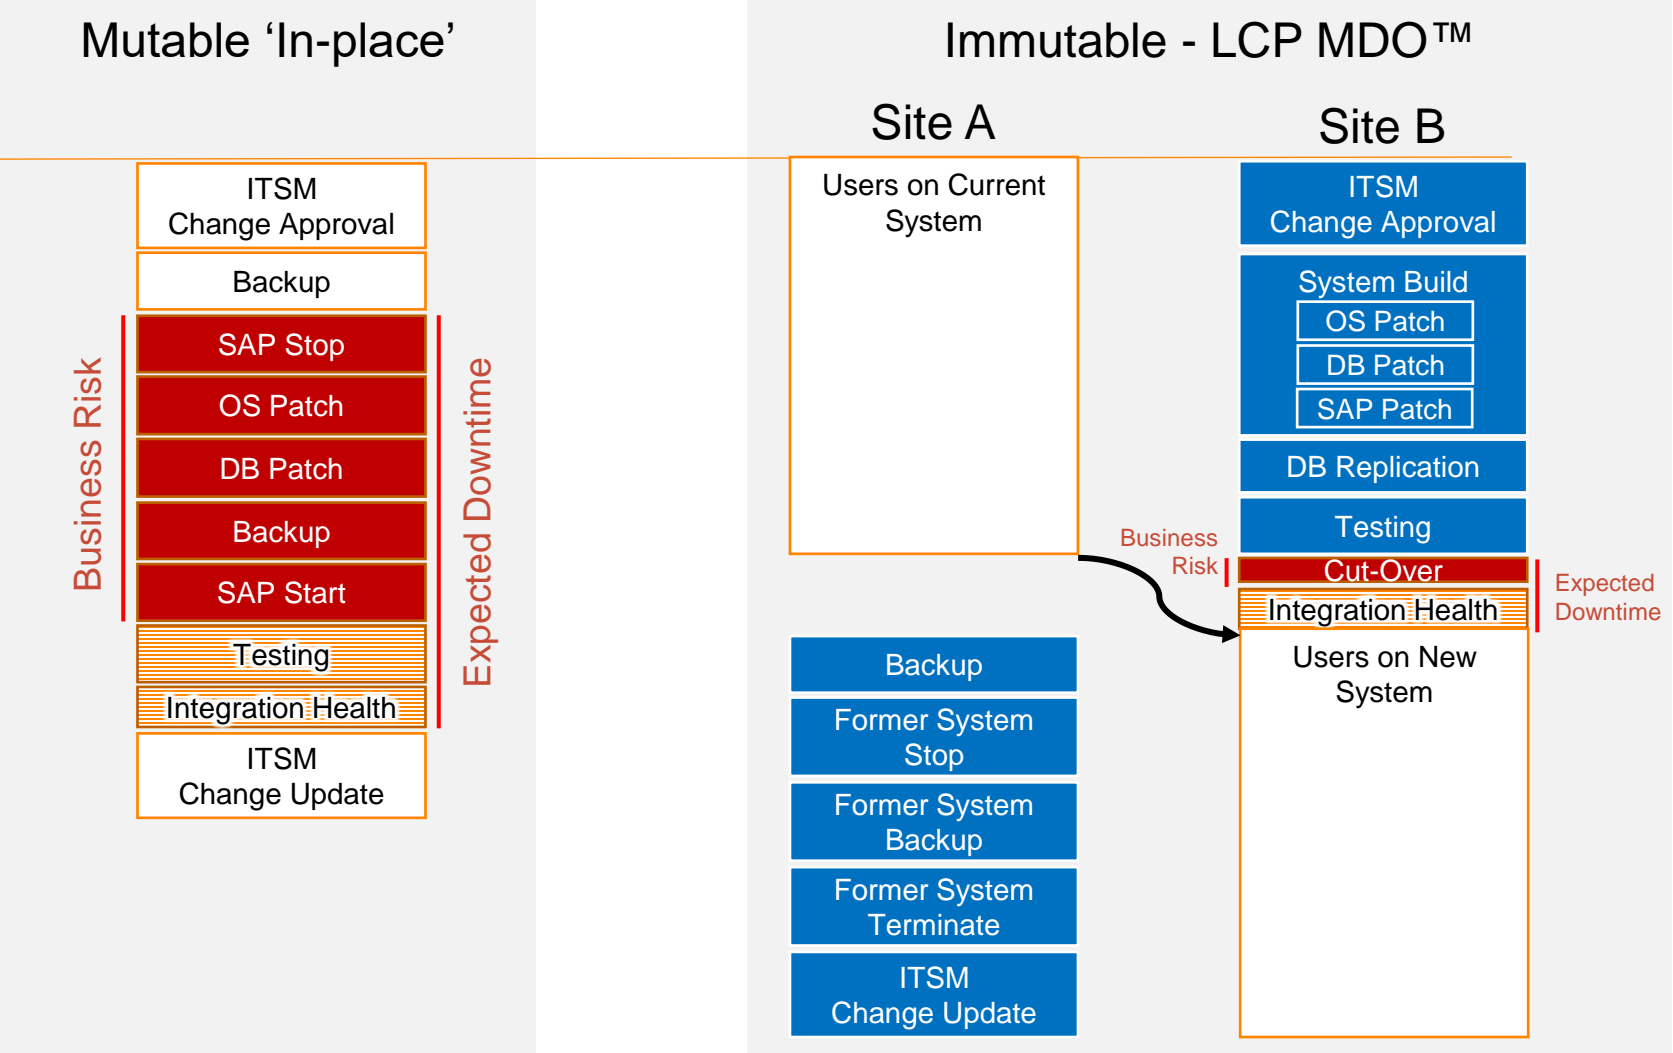 Mutable ‘In-place’
ITSM
Change Approval
Backup
SAP Stop
OS Patch
DB Patch
Backup
SAP Start
Testing
Integration Health
ITSM
Change Update
Business Risk
Expected Downtime
Immutable - LCP MDO™
Site A
Users on Current
System
Backup
Former System
Stop
Former System
Backup
Former System
Terminate
ITSM
Change Update
Site B
ITSM
Change Approval
System Build
OS Patch
DB Patch
SAP Patch
DB Replication
Testing
Business
Risk
Cut-Over
Integration Health
Expected
Downtime
Users on New
System